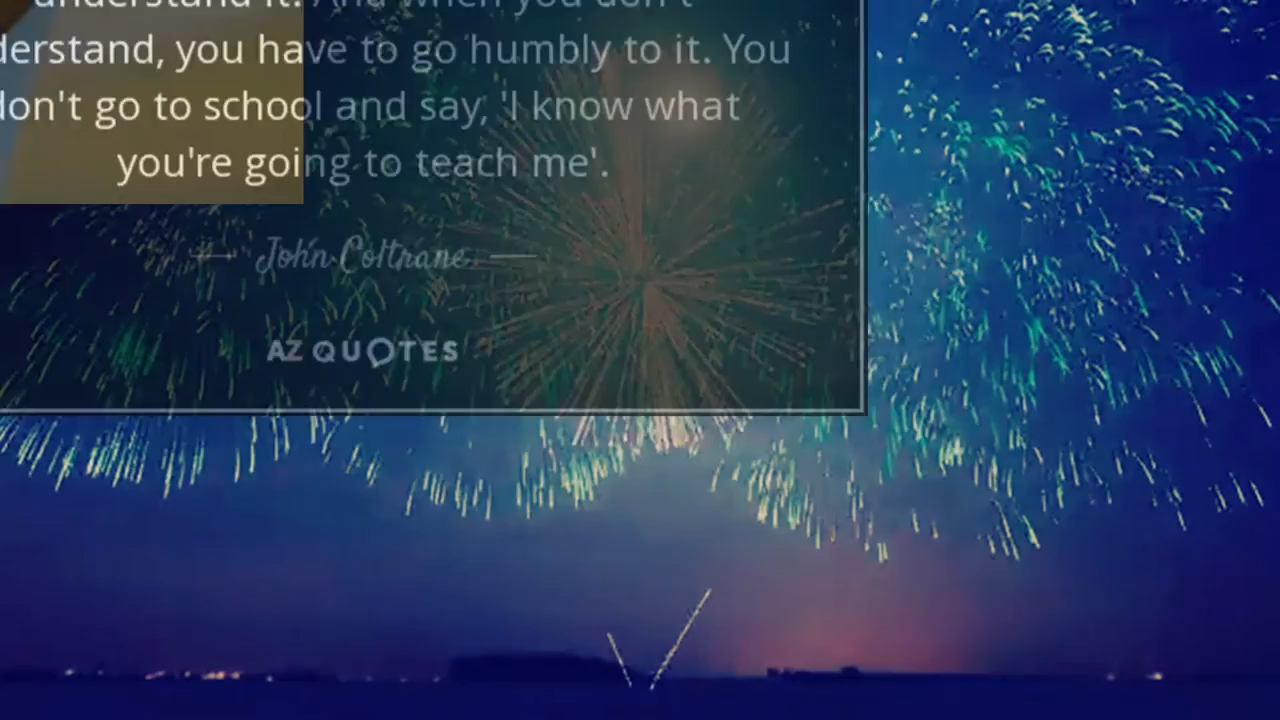 understand it. And when you don't
derstand, you have to go humbly to it. You
don't go to school and say, 'I know what
you're going to teach me'.
John Coltrane
AZ QUOTES